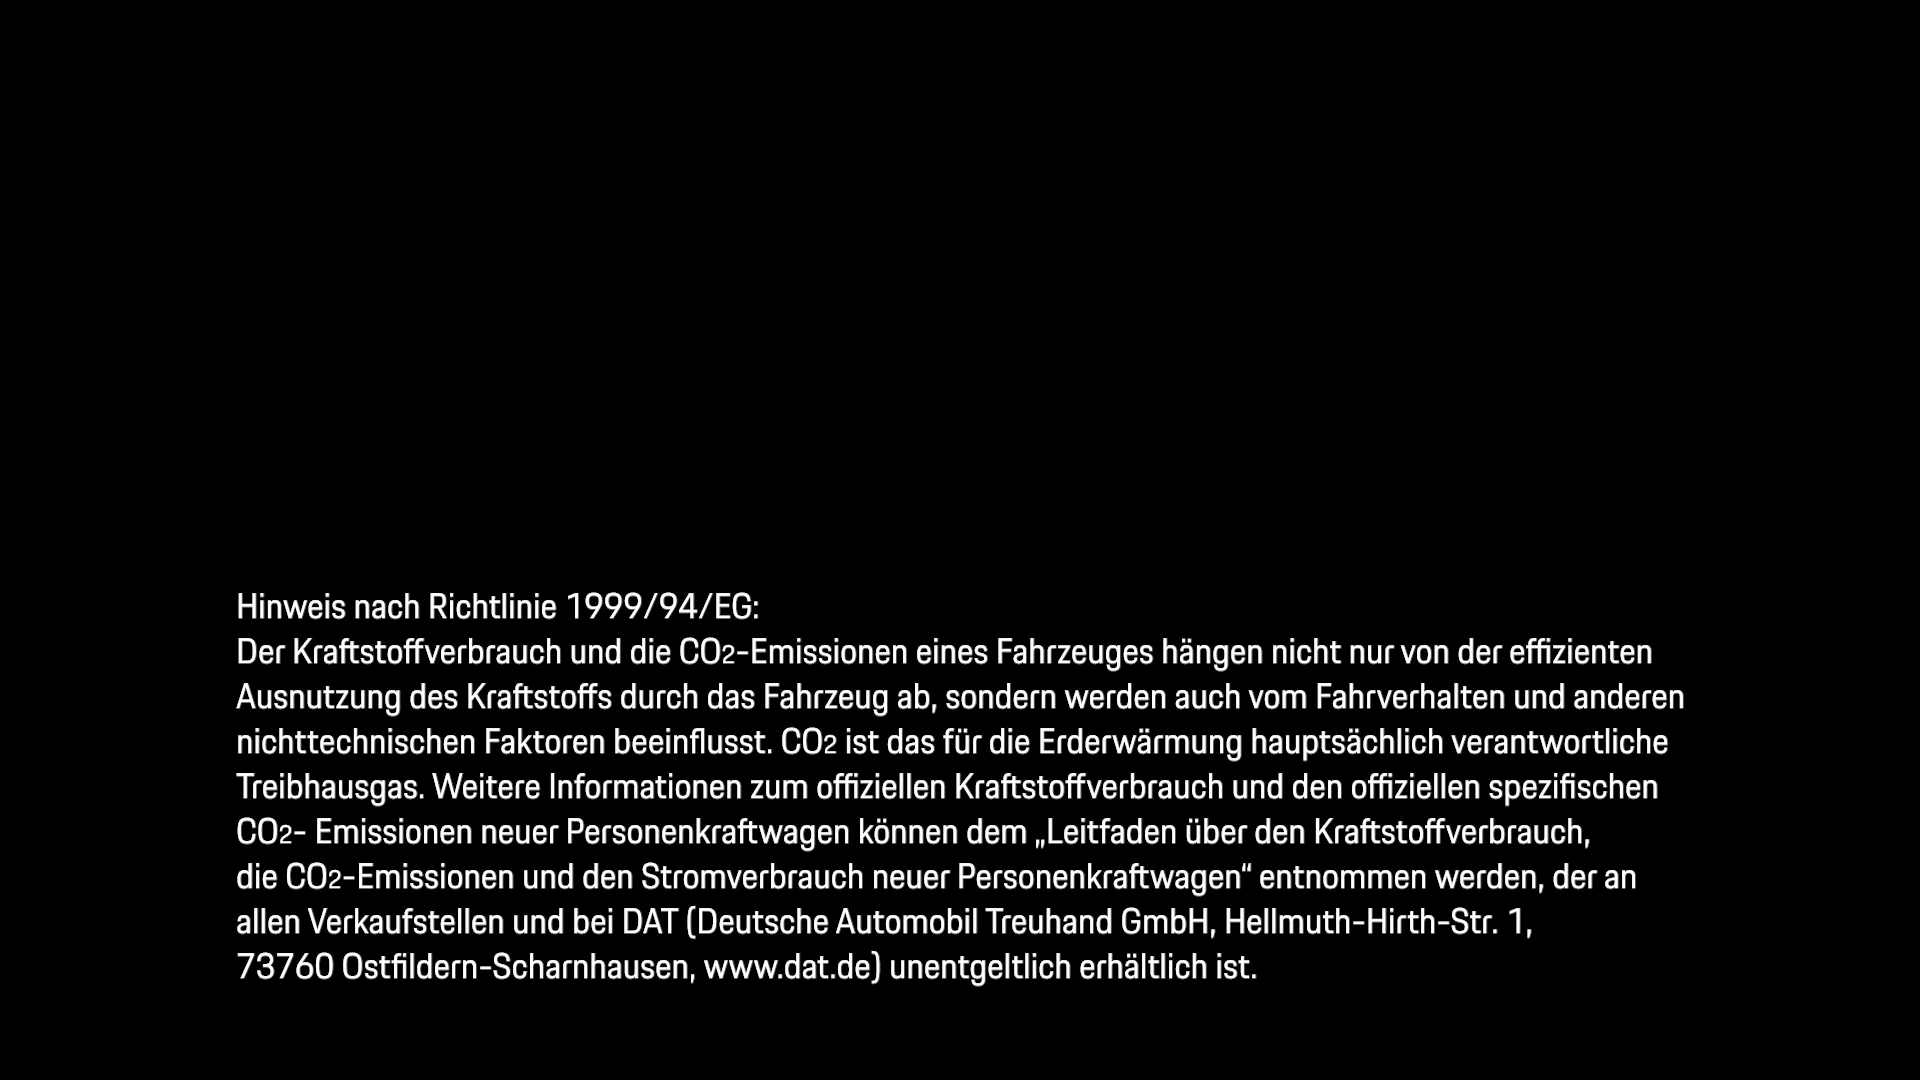 Hinweis nach Richtlinie 1999/94/EG:
Der Kraftstoffverbrauch und die CO2-Emissionen eines Fahrzeuges hängen nicht nur von der effizienten
Ausnutzung des Kraftstoffs durch das Fahrzeug ab, sondern werden auch vom Fahrverhalten und anderen
nichttechnischen Faktoren beeinflusst. CO2 ist das für die Erderwärmung hauptsächlich verantwortliche
Treibhausgas. Weitere Informationen zum offiziellen Kraftstoffverbrauch und den offiziellen spezifischen
CO2- Emissionen neuer Personenkraftwagen können dem „Leitfaden über den Kraftstoffverbrauch,
die CO2-Emissionen und den Stromverbrauch neuer Personenkraftwagen“ entnommen werden, der an
allen Verkaufstellen und bei DAT (Deutsche Automobil Treuhand GmbH, Hellmuth-Hirth-Str. 1,
73760 Ostfildern-Scharnhausen, www.dat.de) unentgeltlich erhältlich ist.